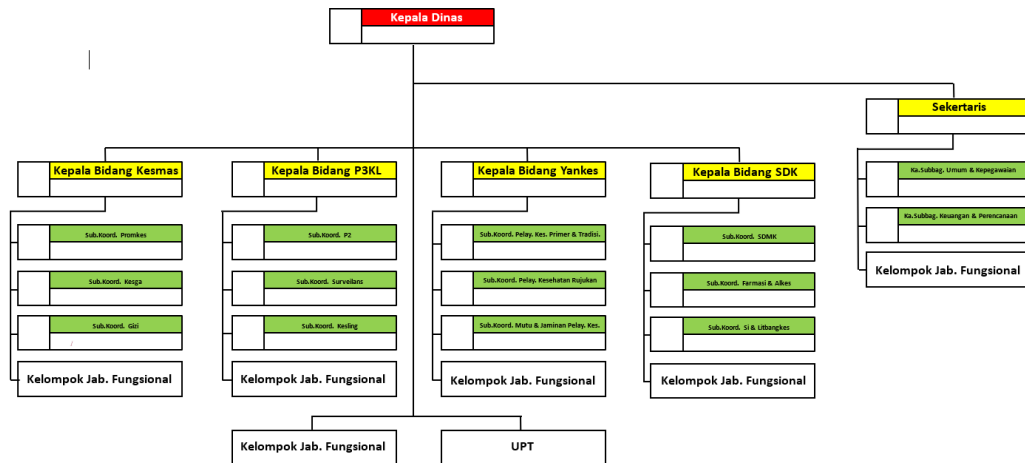 Kepala Dinas
Sekertaris
Ka.Subbag. Umum & Kepegawaian
Ka.Subbag. Keuangan & Perencanaan
Kelompok Jab. Fungsional
Kepala Bidang Kesmas
Sub.Koord. Promkes
Sub.Koord. Kesga
Sub.Koord. Gizi
Kelompok Jab. Fungsional
Kepala Bidang P3KL
Sub.Koord. P2
Sub.Koord. Surveilans
Sub.Koord. Kesling
Kelompok Jab. Fungsional
Kepala Bidang Yankes
Sub.Koord. Pelay. Kes. Primer & Tradisi.
Sub.Koord. Pelay. Kesehatan Rujukan
Sub.Koord. Mutu & Jaminan Pelay. Kes.
Kelompok Jab. Fungsional
Kepala Bidang SDK
Sub.Koord. SDMK
Sub.Koord. Farmasi & Alkes
Sub.Koord. Si & Litbangkes
Kelompok Jab. Fungsional
Kelompok Jab. Fungsional
UPT